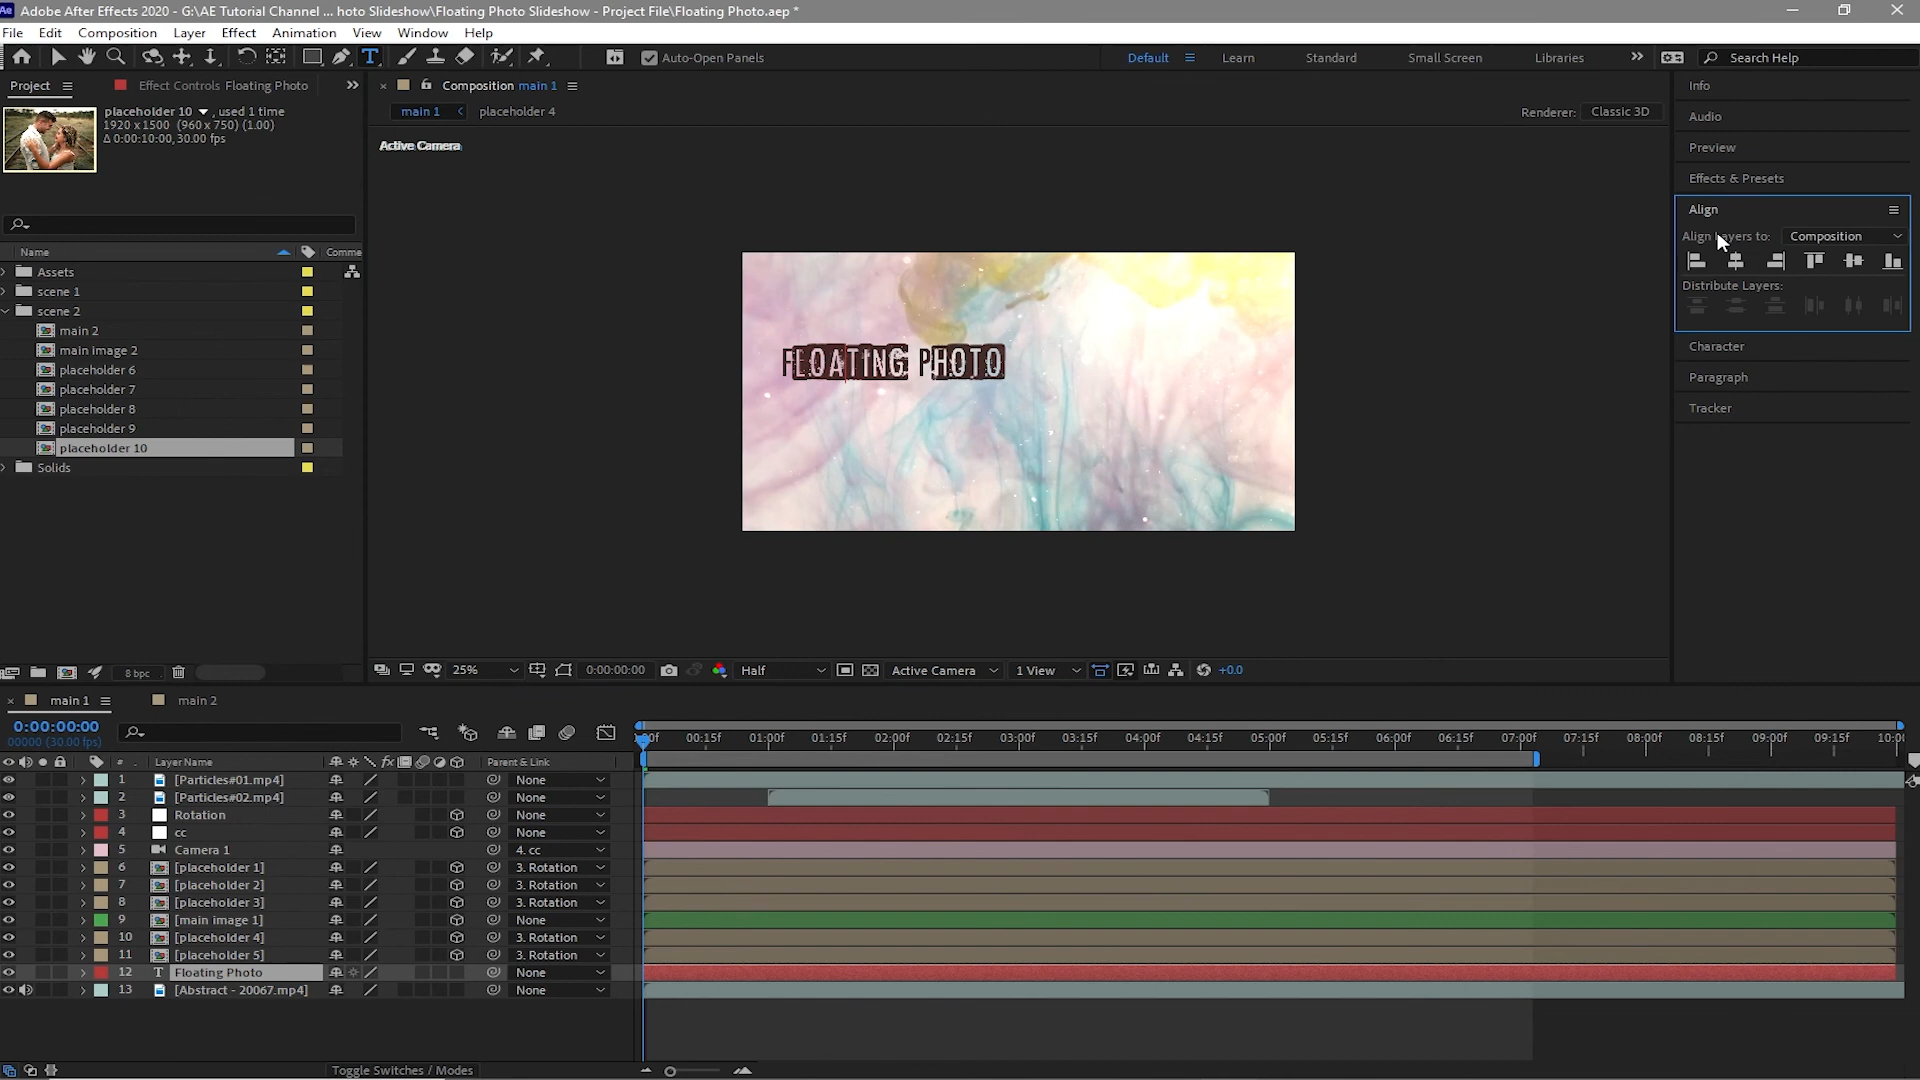 Ae Adobe After Effects 2020 - G:\AE Tutorial Channel ... hoto Slideshow\Floating Photo Slideshow - Project File\Floating Photo.aep *
File Edit Composition Layer Effect Animation View Window Help
Auto-Open Panels Default Learn Standard Small Screen Libraries Search Help
Project Effect Controls Floating Photo
placeholder 10 , used 1 time
1920 x 1500 (960 x 750) (1.00)
Δ 0:00:10:00, 30.00 fps
Name Comme
Assets
scene 1
scene 2
main 2
main image 2
placeholder 6
placeholder 7
placeholder 8
placeholder 9
placeholder 10
Solids
8 bpc
Composition main 1
main 1 placeholder 4
Renderer: Classic 3D
Active Camera
FLOATING PHOTO
25% 0:00:00:00 Half Active Camera 1 View +0.0
Info
Audio
Preview
Effects & Presets
Align
Align Layers to: Composition
Distribute Layers:
Character
Paragraph
Tracker
main 1 main 2
0:00:00:00
00000 (30.00 fps)
00:15f 01:00f 01:15f 02:00f 02:15f 03:00f 03:15f 04:00f 04:15f 05:00f 05:15f 06:00f 06:15f 07:00f 07:15f 08:00f 08:15f 09:00f 09:15f 10:0
# Layer Name fx Parent & Link
1 [Particles#01.mp4] None
2 [Particles#02.mp4] None
3 Rotation None
4 cc None
5 Camera 1 4. cc
6 [placeholder 1] 3. Rotation
7 [placeholder 2] 3. Rotation
8 [placeholder 3] 3. Rotation
9 [main image 1] None
10 [placeholder 4] 3. Rotation
11 [placeholder 5] 3. Rotation
12 T Floating Photo None
13 [Abstract - 20067.mp4] None
Toggle Switches / Modes